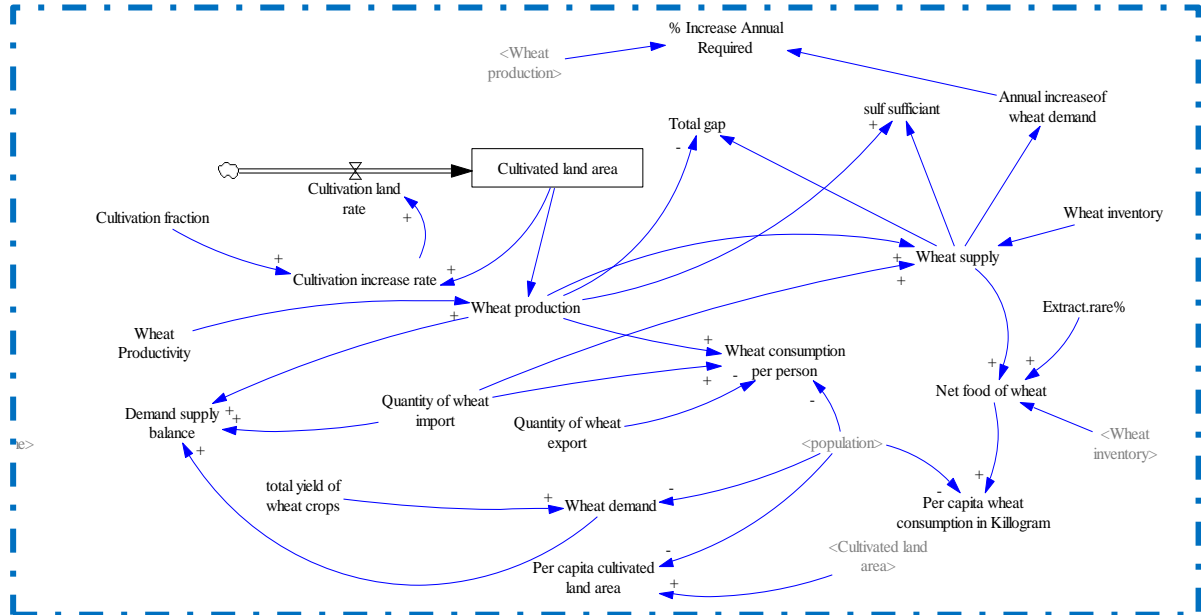 % Increase Annual
Required
<Wheat
production>
Annual increaseof
wheat demand
sulf sufficiant
Total gap
Cultivated land area
Cultivation land
rate
Cultivation fraction
Wheat inventory
Wheat supply
Cultivation increase rate
Wheat production
Extract.rare%
Wheat
Productivity
Wheat consumption
per person
Net food of wheat
Quantity of wheat
import
Demand supply
balance
Quantity of wheat
export
<population>
<Wheat
inventory>
ne>
total yield of
wheat crops
Wheat demand
Per capita wheat
consumption in Killogram
<Cultivated land
area>
Per capita cultivated
land area